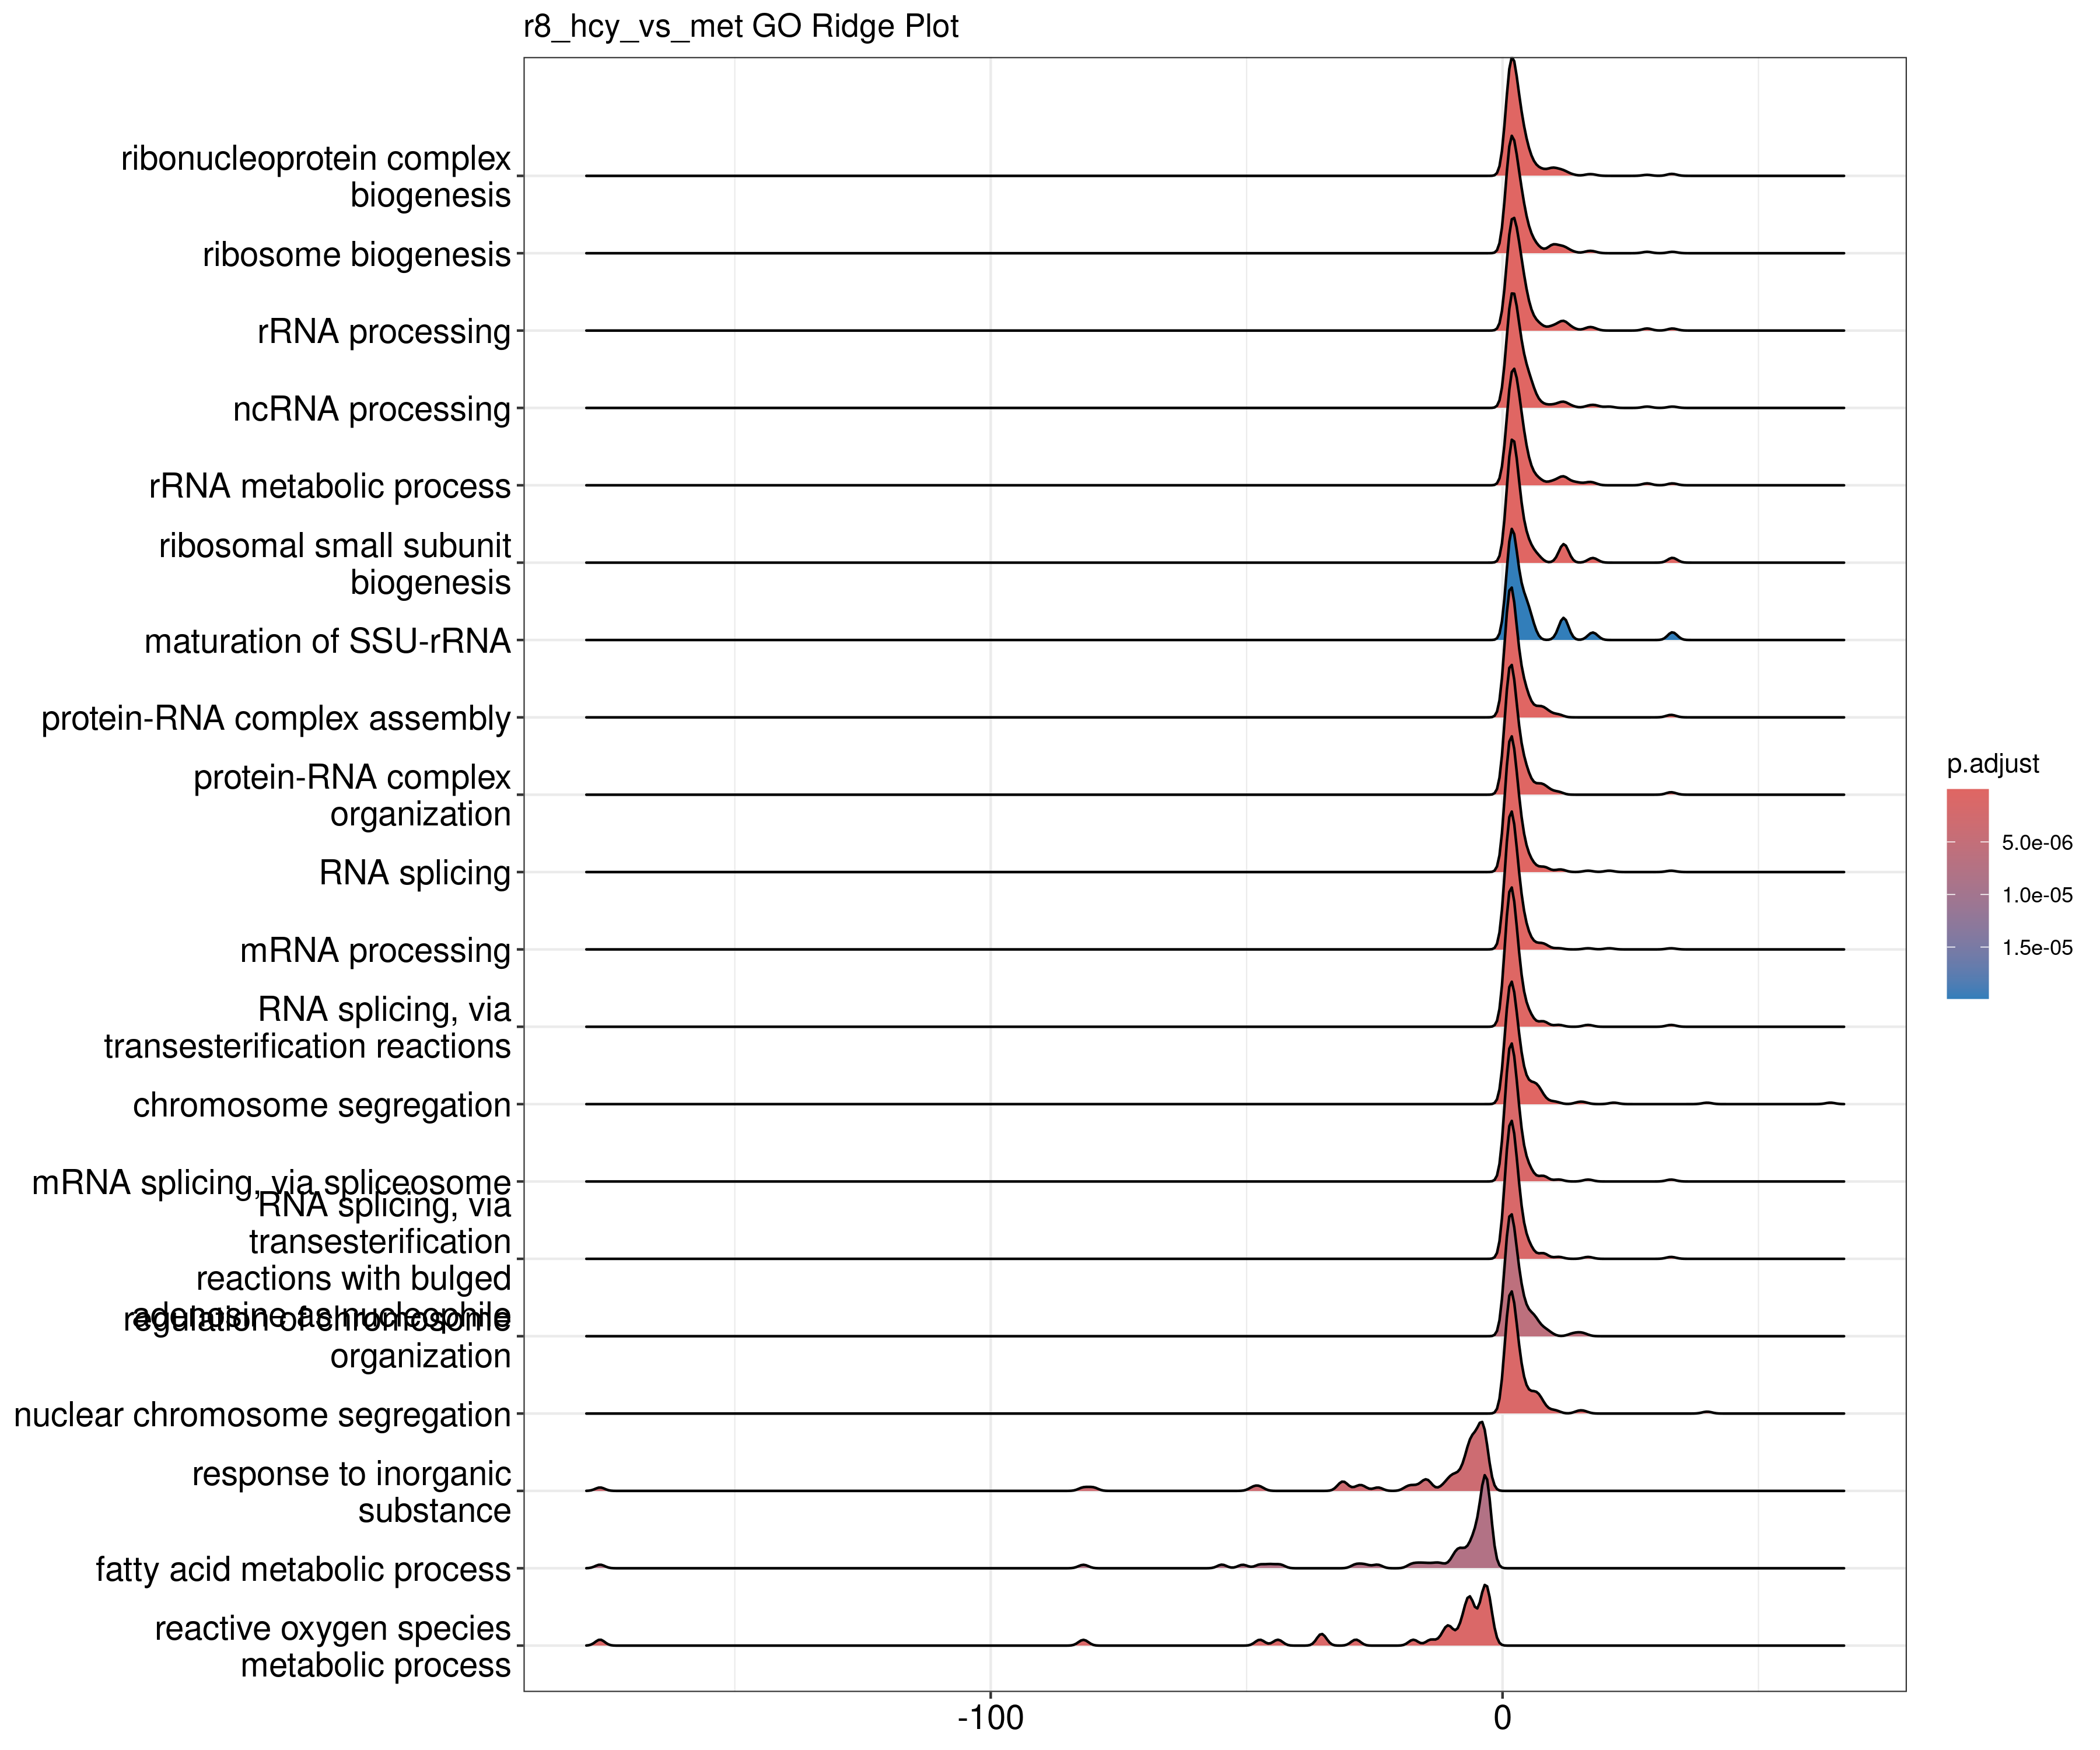 r8_hcy_vs_met GO Ridge Plot
ribonucleoprotein complex
biogenesis
ribosome biogenesis
rRNA processing
ncRNA processing
rRNA metabolic process
ribosomal small subunit
biogenesis
maturation of SSU-rRNA
protein-RNA complex assembly
protein-RNA complex
organization
RNA splicing
mRNA processing
RNA splicing, via
transesterification reactions
chromosome segregation
mRNA splicing, via spliceosome
RNA splicing, via
transesterification
reactions with bulged
adenosine as nucleophile
regulation of chromosome
organization
nuclear chromosome segregation
response to inorganic
substance
fatty acid metabolic process
reactive oxygen species
metabolic process
-100
0
p.adjust
5.0e-06
1.0e-05
1.5e-05